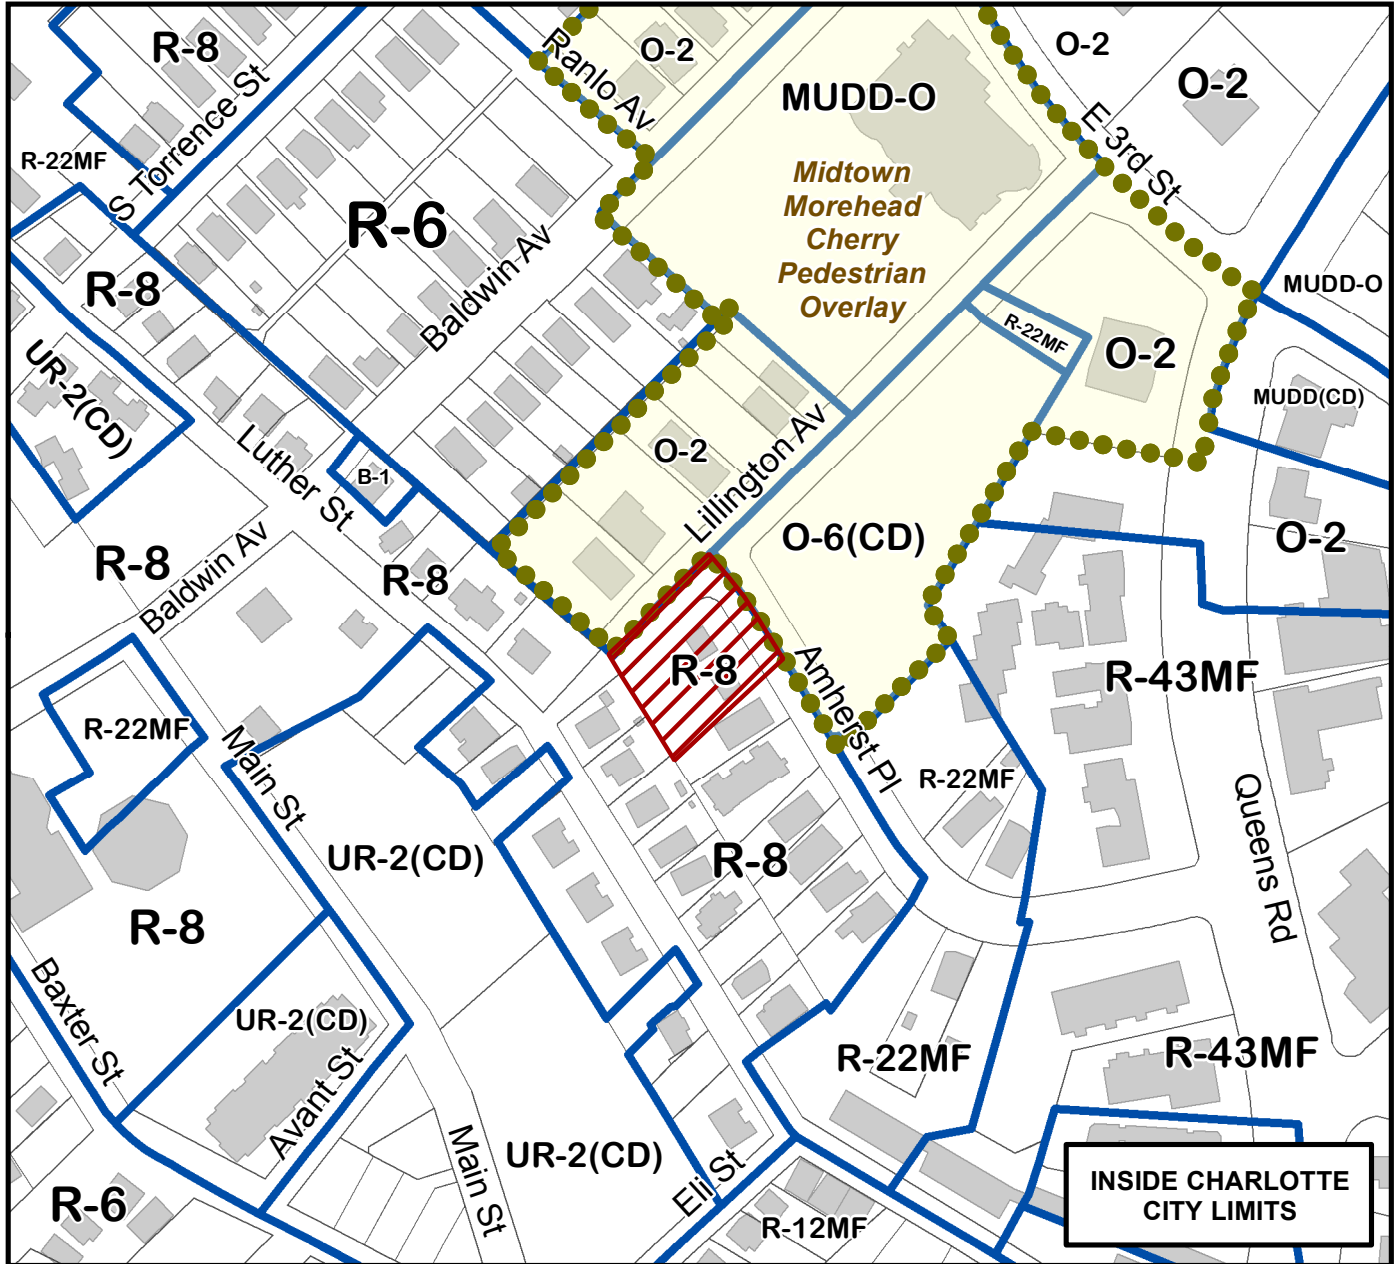 R-8
O-2
O-2
O-2
Ranlo Av
MUDD-O
S Torrence St
E 3rd St
R-22MF
Midtown
Morehead
Cherry
Pedestrian
Overlay
R-6
Baldwin Av
R-8
MUDD-O
R-22MF
O-2
UR-2(CD)
MUDD(CD)
Luther St
B-1
O-2
Lillington Av
O-6(CD)
O-2
R-8
Baldwin Av
R-8
R-8
Amherst Pl
R-43MF
R-22MF
Main St
R-22MF
Queens Rd
UR-2(CD)
R-8
R-8
Baxter St
UR-2(CD)
Avant St
R-22MF
R-43MF
Main St
UR-2(CD)
Eli St
R-6
R-12MF
INSIDE CHARLOTTE
CITY LIMITS